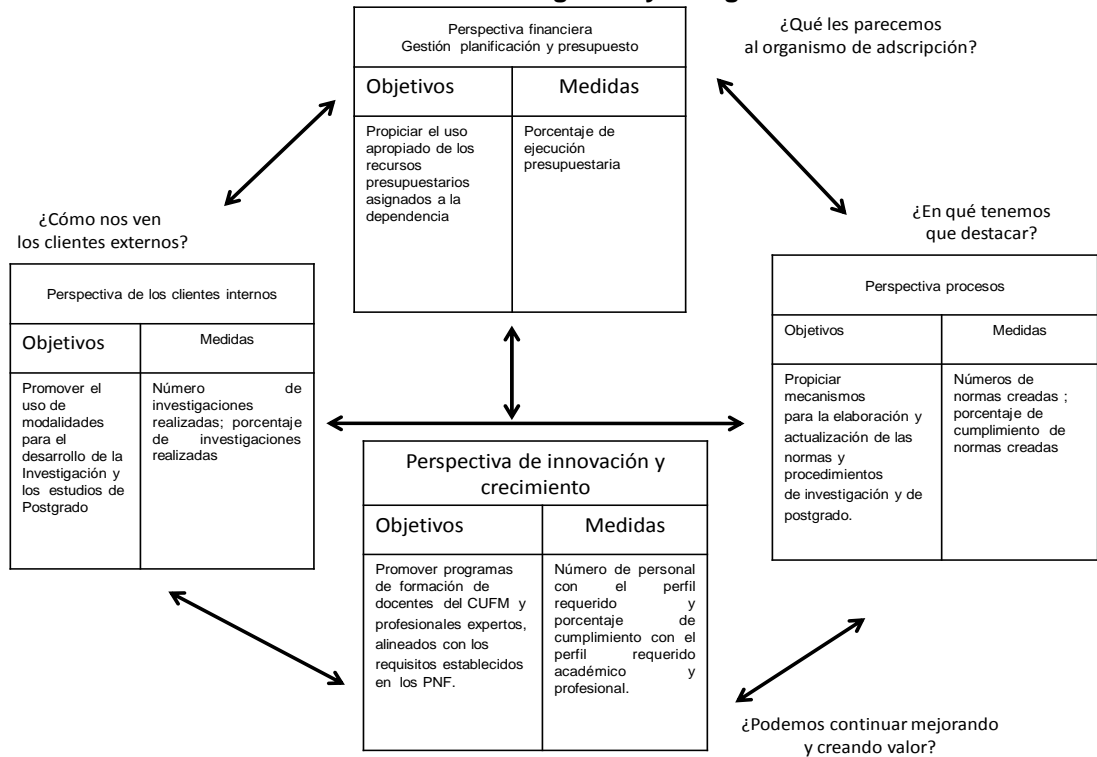 Perspectiva financiera
Gestión planificación y presupuesto
Objetivos
Medidas
Propiciar el uso
apropiado de los
recursos
presupuestarios
asignados a la
dependencia
Porcentaje de
ejecución
presupuestaria
¿Qué les parecemos
al organismo de adscripción?
¿Cómo nos ven
los clientes externos?
Perspectiva de los clientes internos
Objetivos
Medidas
Promover el
uso de
modalidades
para el
desarrollo de la
Investigación y
los estudios de
Postgrado
Número de
investigaciones
realizadas; porcentaje
de investigaciones
realizadas
¿En qué tenemos
que destacar?
Perspectiva procesos
Objetivos
Medidas
Propiciar
mecanismos
para la elaboración y
actualización de las
normas y
procedimientos
de investigación y de
postgrado.
Números de
normas creadas ;
porcentaje de
cumplimiento de
normas creadas
Perspectiva de innovación y
crecimiento
Objetivos
Medidas
Promover programas
de formación de
docentes del CUFM y
profesionales expertos,
alineados con los
requisitos establecidos
en los PNF.
Número de personal
con el perfil
requerido y
porcentaje de
cumplimiento con el
perfil requerido
académico y
profesional.
¿Podemos continuar mejorando
y creando valor?